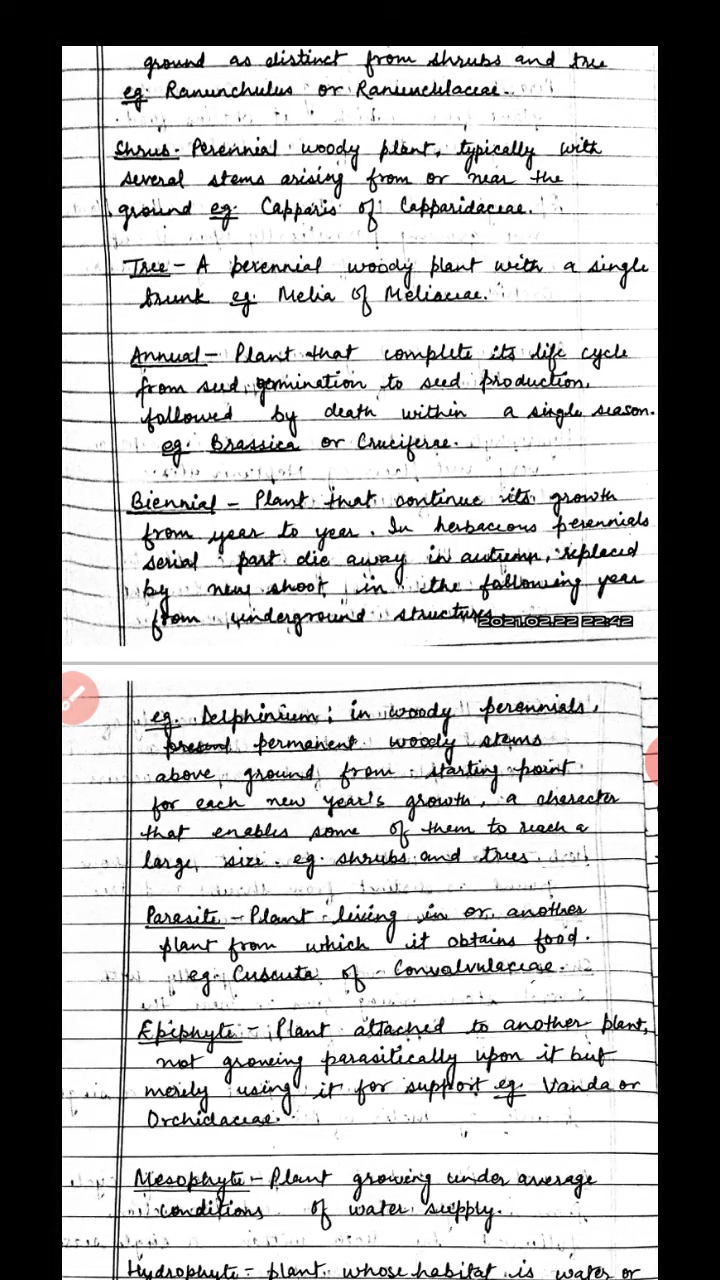 ground as distinct from shrubs and tree
eg. Ranunchulus or Ranunculaceae.
Shrub. Perennial woody plant, typically with
several stems arising from or near the
ground eg. Capparis of Capparidaceae.
Tree - A perennial woody plant with a single
trunk eg. Melia of Meliaceae.
Annual - Plant that complete its life cycle
from seed, gemination to seed production,
followed by death within a single season.
eg. Brassica or Cruciferae.
Biennial - Plant that continue its growth
from year to year. In herbacious perennials
serial part die away in autumn, replaced
by new shoot in the following year
from underground structures.
2021.02.22 22:42
eg. Delphinium; in woody perennials,
present permanent woody stems
above ground from starting point
for each new year's growth, a character
that enables some of them to reach a
large size. eg. shrubs and trees.
Parasite - Plant living in or another
plant from which it obtains food.
eg. Cuscuta of Convalvulaceae.
Epiphyte - Plant attached to another plant,
not growing parasitically upon it but
merely using it for support eg. Vanda or
Orchidaceae.
Mesophyte - Plant growing under average
conditions of water supply.
Hydrophyte - plant whose habitat is water or